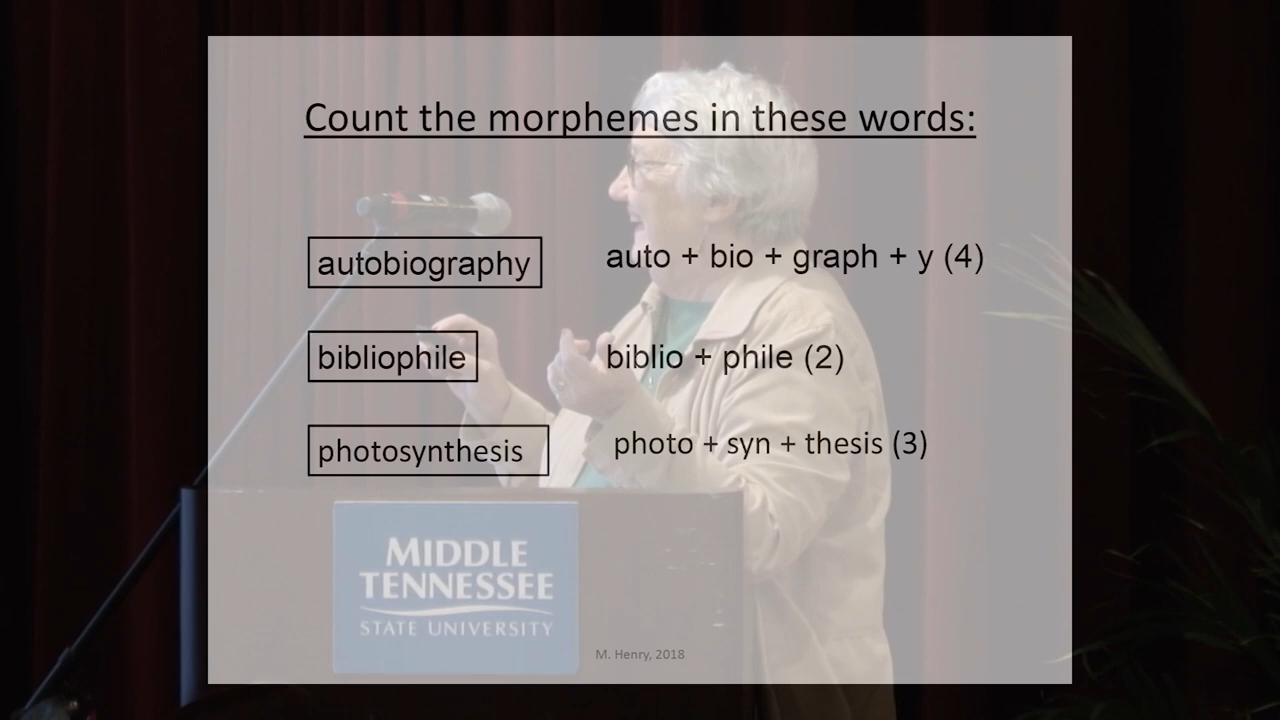 Count the morphemes in these words:
autobiography auto + bio + graph + y (4)
bibliophile biblio + phile (2)
photosynthesis photo + syn + thesis (3)
MIDDLE
TENNESSEE
STATE UNIVERSITY
M. Henry, 2018